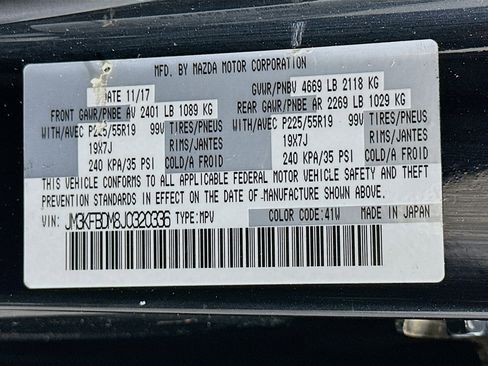 MFD. BY MAZDA MOTOR CORPORATION
DATE 11/17 GVWR/PNBV 4669 LB 2118 KG
FRONT GAWR/PNBE AV 2401 LB 1089 KG REAR GAWR/PNBE AR 2269 LB 1029 KG
WITH/AVEC P225/55R19 99V TIRES/PNEUS WITH/AVEC P225/55R19 99V TIRES/PNEUS
19X7J RIMS/JANTES 19X7J RIMS/JANTES
240 KPA/35 PSI COLD/A FROID 240 KPA/35 PSI COLD/A FROID
THIS VEHICLE CONFORMS TO ALL APPLICABLE FEDERAL MOTOR VEHICLE SAFETY AND THEFT
PREVENTION STANDARDS IN EFFECT ON THE DATE OF MANUFACTURE SHOWN ABOVE.
VIN: JM3KFBDM8J0320336 TYPE:MPV COLOR CODE:41W MADE IN JAPAN